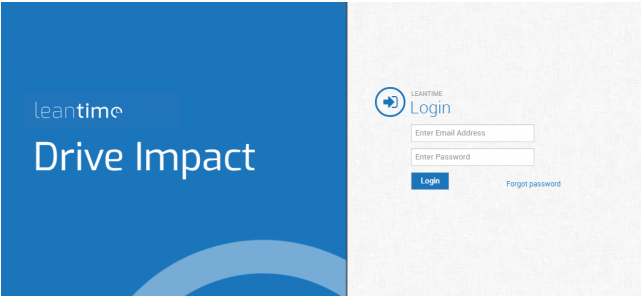 leantime
Drive Impact
LEANTIME
Login
Enter Email Address
Enter Password
Login
Forgot password